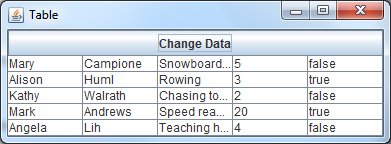 Table
Change Data
Mary Campione Snowboard... 5 false
Alison Huml Rowing 3 true
Kathy Walrath Chasing to... 2 false
Mark Andrews Speed rea... 20 true
Angela Lih Teaching h... 4 false